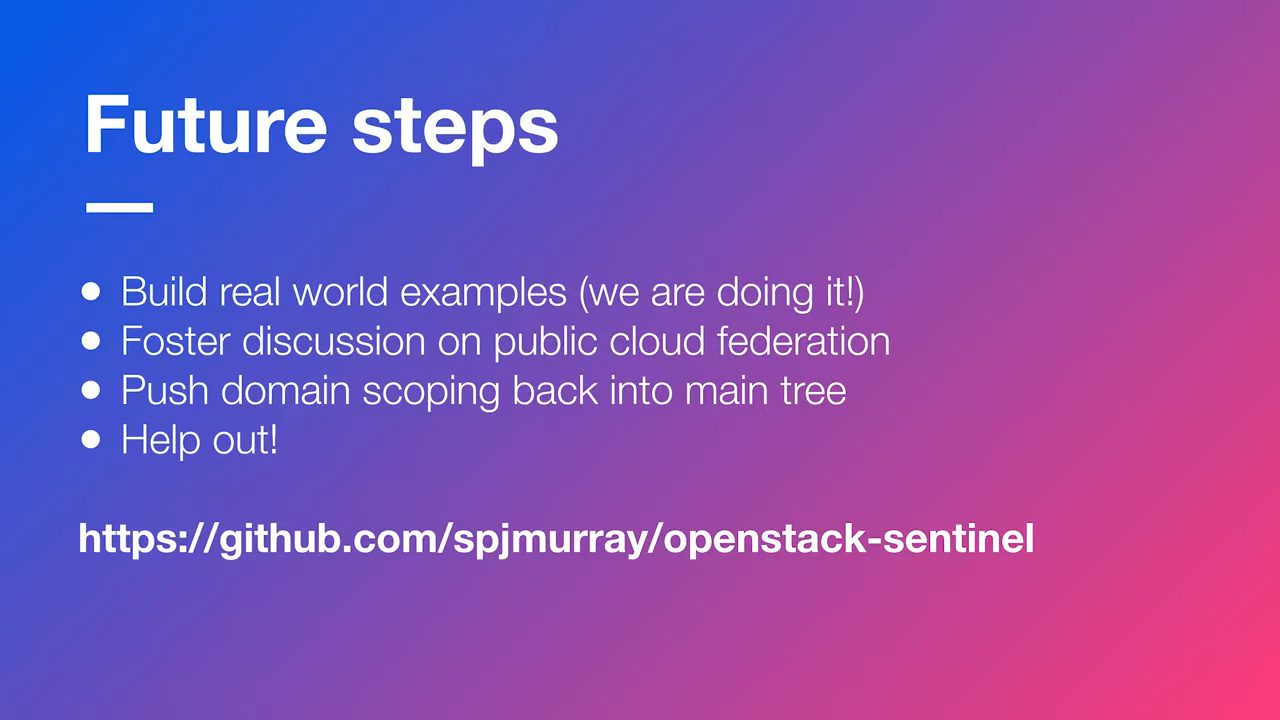 Future steps
● Build real world examples (we are doing it!)
● Foster discussion on public cloud federation
● Push domain scoping back into main tree
● Help out!
https://github.com/spjmurray/openstack-sentinel